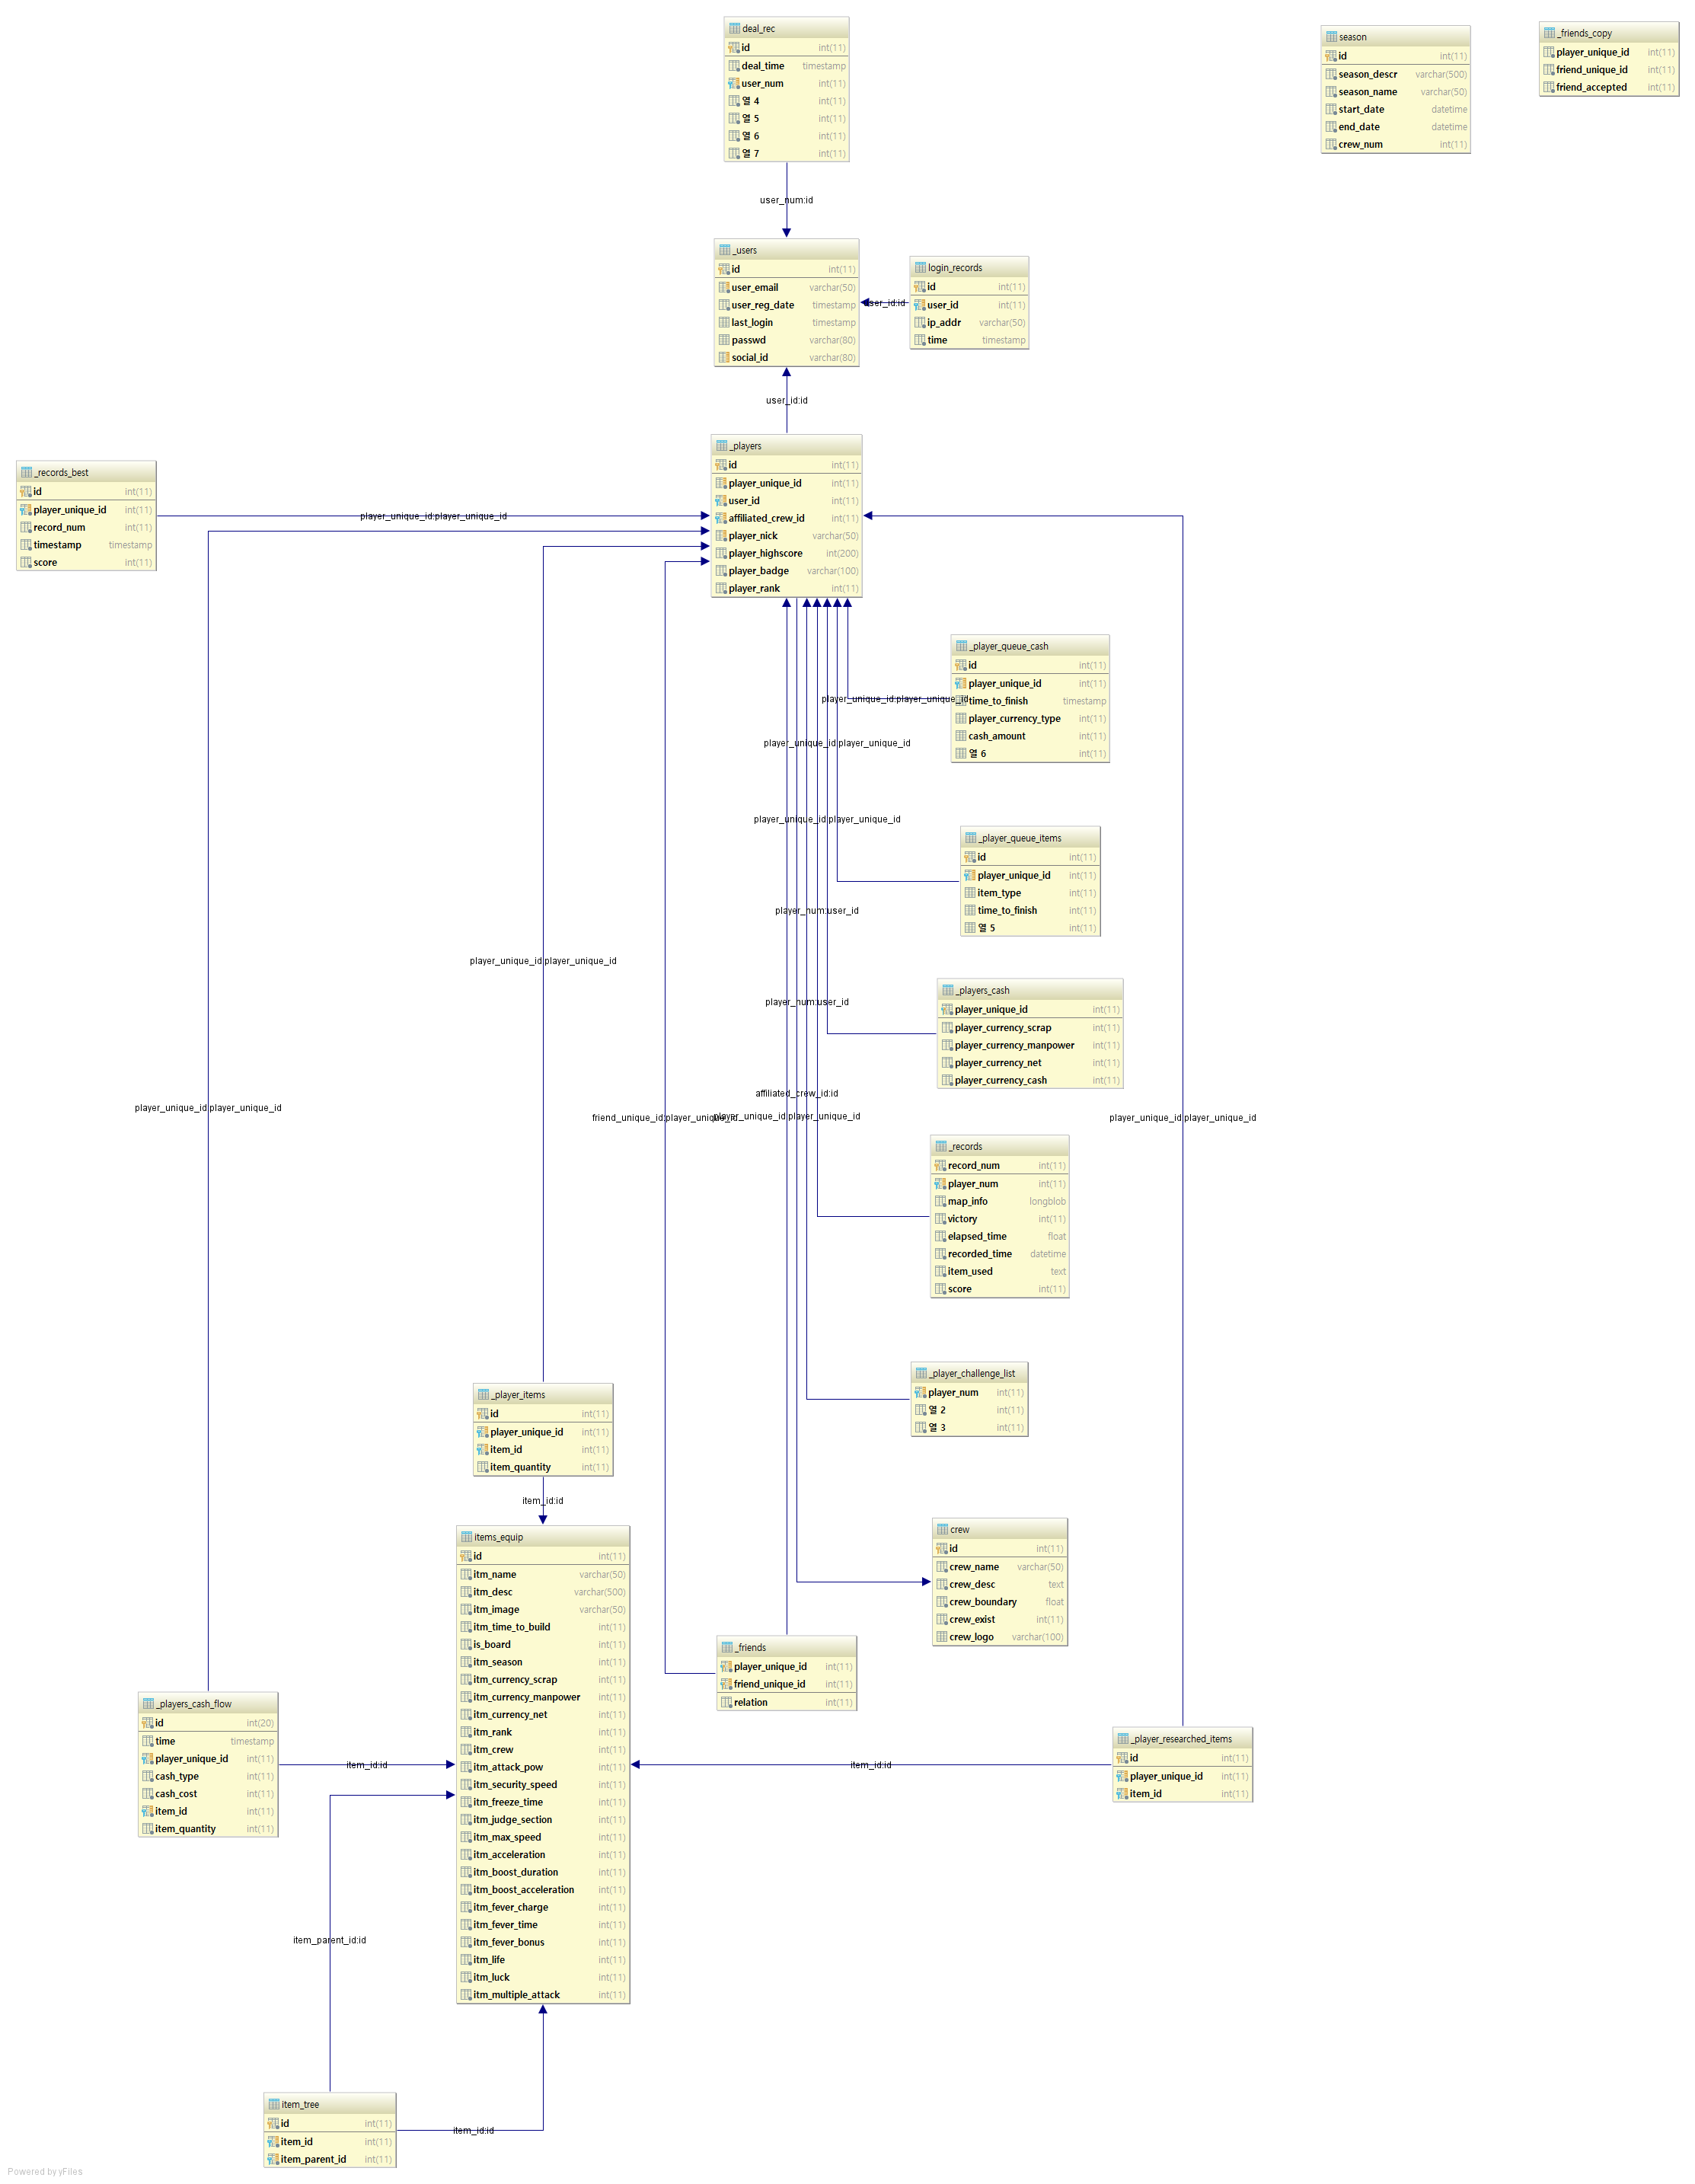 deal_rec
id int(11)
deal_time timestamp
user_num int(11)
열 4 int(11)
열 5 int(11)
열 6 int(11)
열 7 int(11)
season
id int(11)
season_descr varchar(500)
season_name varchar(50)
start_date datetime
end_date datetime
crew_num int(11)
_friends_copy
player_unique_id int(11)
friend_unique_id int(11)
friend_accepted int(11)
user_num:id
_users
id int(11)
user_email varchar(50)
user_reg_date timestamp
last_login timestamp
passwd varchar(80)
social_id varchar(80)
user_id:id
login_records
id int(11)
user_id int(11)
ip_addr varchar(50)
time timestamp
user_id:id
_players
id int(11)
player_unique_id int(11)
user_id int(11)
affiliated_crew_id int(11)
player_nick varchar(50)
player_highscore int(200)
player_badge varchar(100)
player_rank int(11)
_records_best
id int(11)
player_unique_id int(11)
record_num int(11)
timestamp timestamp
score int(11)
player_unique_id:player_unique_id
_player_queue_cash
id int(11)
player_unique_id int(11)
time_to_finish timestamp
player_currency_type int(11)
cash_amount int(11)
열 6 int(11)
player_unique_id:player_unique_id
player_unique_id:player_unique_id
player_unique_id:player_unique_id
_player_queue_items
id int(11)
player_unique_id int(11)
item_type int(11)
time_to_finish int(11)
열 5 int(11)
player_num:user_id
player_unique_id:player_unique_id
_players_cash
player_unique_id int(11)
player_currency_scrap int(11)
player_currency_manpower int(11)
player_currency_net int(11)
player_currency_cash int(11)
player_num:user_id
affiliated_crew_id:id
player_unique_id:player_unique_id
friend_unique_id:player_unique_id
player_unique_id:player_unique_id
player_unique_id:player_unique_id
_records
record_num int(11)
player_num int(11)
map_info longblob
victory int(11)
elapsed_time float
recorded_time datetime
item_used text
score int(11)
_player_challenge_list
player_num int(11)
열 2 int(11)
열 3 int(11)
_player_items
id int(11)
player_unique_id int(11)
item_id int(11)
item_quantity int(11)
item_id:id
crew
id int(11)
crew_name varchar(50)
crew_desc text
crew_boundary float
crew_exist int(11)
crew_logo varchar(100)
items_equip
id int(11)
itm_name varchar(50)
itm_desc varchar(500)
itm_image varchar(50)
itm_time_to_build int(11)
is_board int(11)
itm_season int(11)
itm_currency_scrap int(11)
itm_currency_manpower int(11)
itm_currency_net int(11)
itm_rank int(11)
itm_crew int(11)
itm_attack_pow int(11)
itm_security_speed int(11)
itm_freeze_time int(11)
itm_judge_section int(11)
itm_max_speed int(11)
itm_acceleration int(11)
itm_boost_duration int(11)
itm_boost_acceleration int(11)
itm_fever_charge int(11)
itm_fever_time int(11)
itm_fever_bonus int(11)
itm_life int(11)
itm_luck int(11)
itm_multiple_attack int(11)
_friends
player_unique_id int(11)
friend_unique_id int(11)
relation int(11)
_players_cash_flow
id int(20)
time timestamp
player_unique_id int(11)
cash_type int(11)
cash_cost int(11)
item_id int(11)
item_quantity int(11)
item_id:id
_player_researched_items
id int(11)
player_unique_id int(11)
item_id int(11)
item_id:id
item_parent_id:id
item_tree
id int(11)
item_id int(11)
item_parent_id int(11)
item_id:id
Powered by yFiles